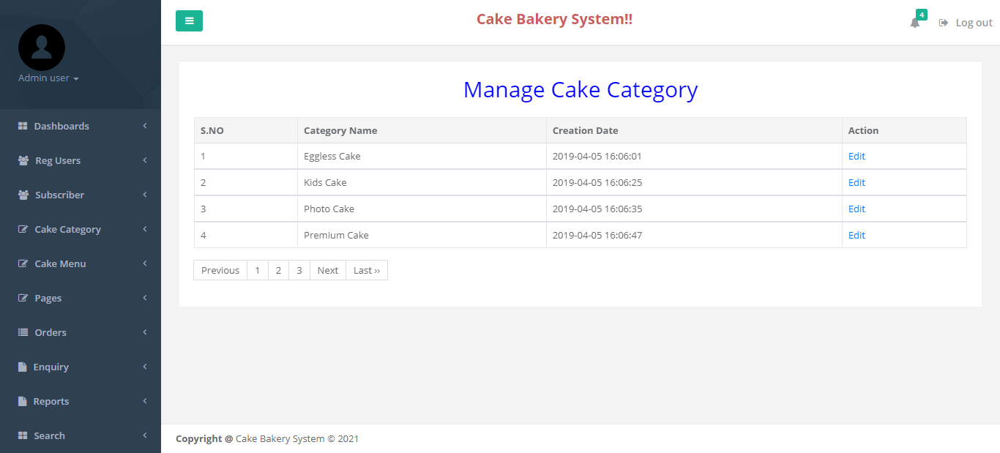 Cake Bakery System!!
4
Log out
Admin user
Dashboards
Reg Users
Subscriber
Cake Category
Cake Menu
Pages
Orders
Enquiry
Reports
Search
Manage Cake Category
S.NO Category Name Creation Date Action
1 Eggless Cake 2019-04-05 16:06:01 Edit
2 Kids Cake 2019-04-05 16:06:25 Edit
3 Photo Cake 2019-04-05 16:06:35 Edit
4 Premium Cake 2019-04-05 16:06:47 Edit
Previous 1 2 3 Next Last ››
Copyright @ Cake Bakery System © 2021